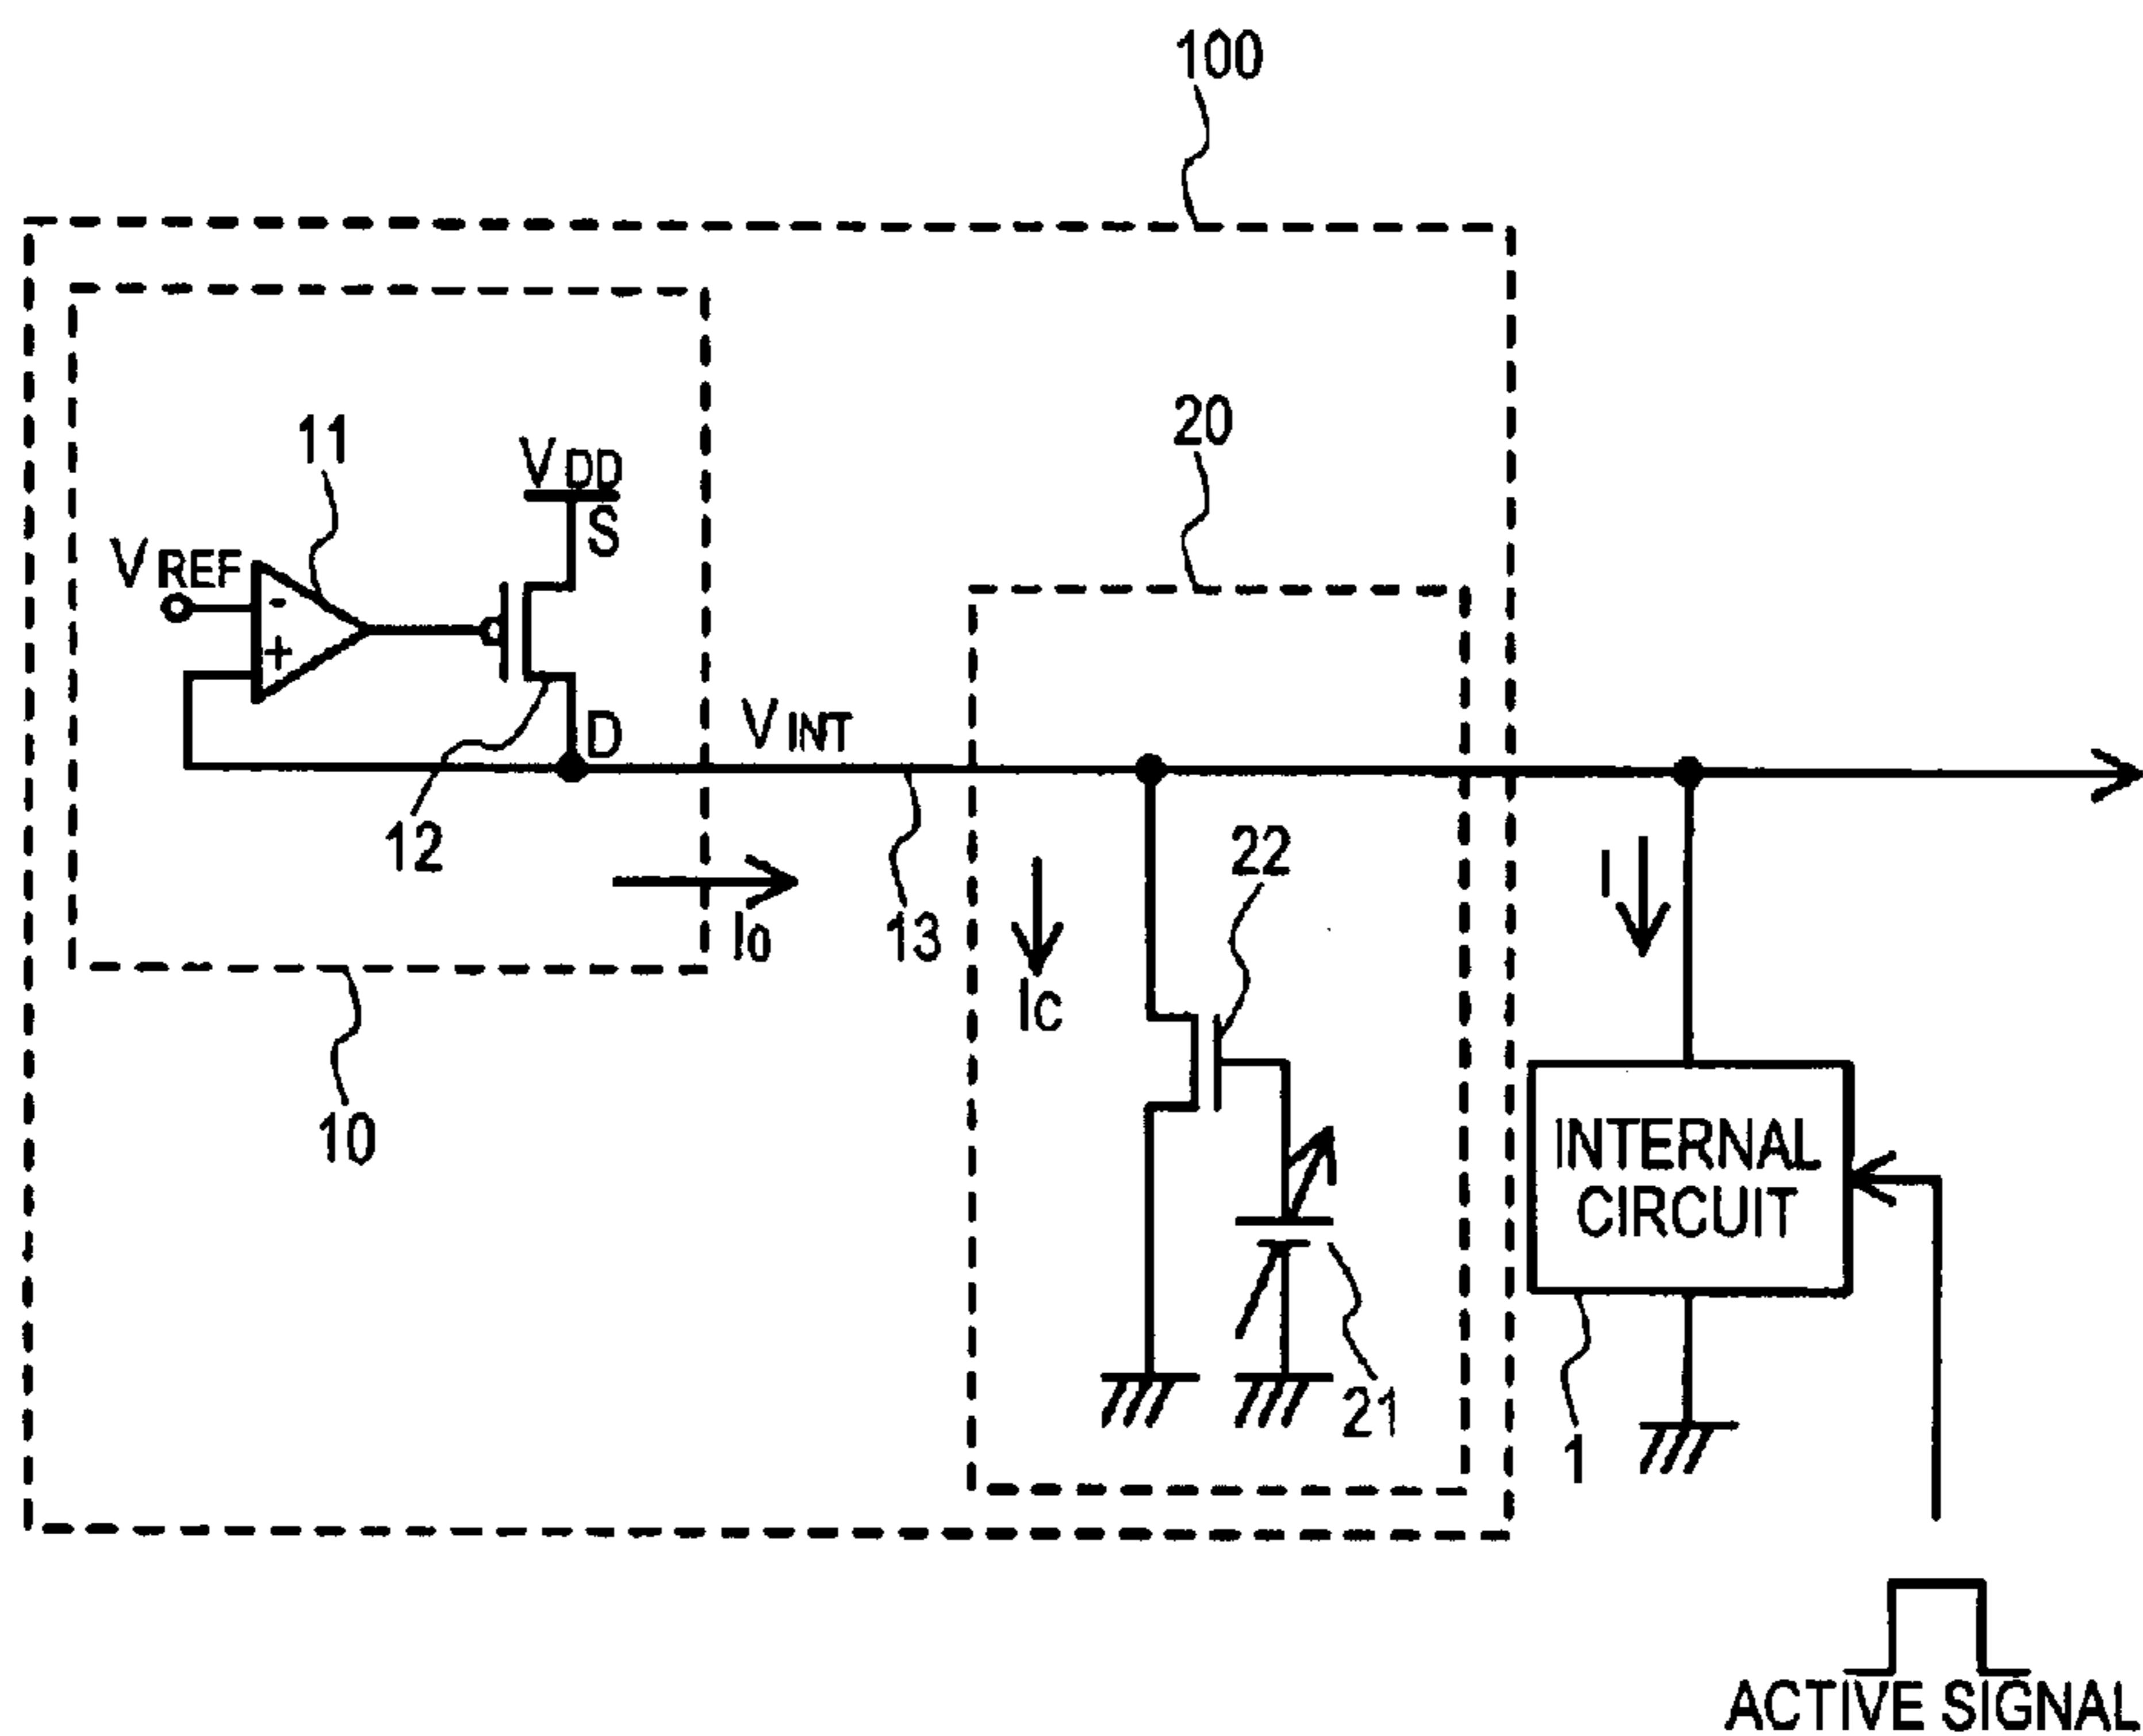 100
20
11
VDD
S
VREF
-
+
D
VINT
12
22
I
I0
13
IC
10
INTERNAL
CIRCUIT
21
1
ACTIVE SIGNAL